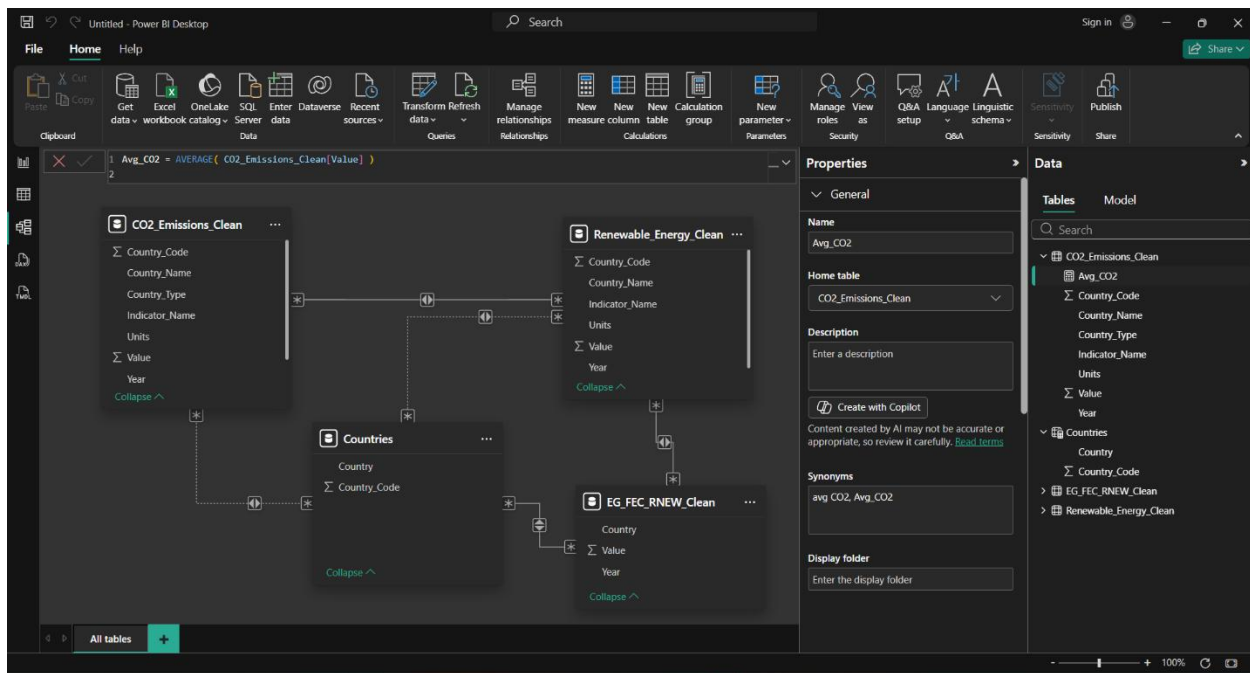 Untitled - Power BI Desktop
Search
Sign in
File Home Help
Share
Paste
Cut
Copy
Clipboard
Get data
Excel workbook
OneLake catalog
SQL Server
Enter data
Dataverse
Recent sources
Data
Transform data
Refresh
Queries
Manage relationships
Relationships
New measure
New column
New table
Calculation group
Calculations
New parameter
Parameters
Manage roles
View as
Security
Q&A setup
Language
Linguistic schema
Q&A
Sensitivity
Sensitivity
Publish
Share
1 Avg_CO2 = AVERAGE( CO2_Emissions_Clean[Value] )
2
CO2_Emissions_Clean
Σ Country_Code
Country_Name
Country_Type
Indicator_Name
Units
Σ Value
Year
Collapse
Renewable_Energy_Clean
Σ Country_Code
Country_Name
Indicator_Name
Units
Σ Value
Year
Collapse
Countries
Country
Σ Country_Code
Collapse
EG_FEC_RNEW_Clean
Country
Σ Value
Year
Collapse
All tables
Properties
General
Name
Avg_CO2
Home table
CO2_Emissions_Clean
Description
Enter a description
Create with Copilot
Content created by AI may not be accurate or
appropriate, so review it carefully. Read terms
Synonyms
avg CO2, Avg_CO2
Display folder
Enter the display folder
Data
Tables Model
Search
CO2_Emissions_Clean
Avg_CO2
Σ Country_Code
Country_Name
Country_Type
Indicator_Name
Units
Σ Value
Year
Countries
Country
Σ Country_Code
EG_FEC_RNEW_Clean
Renewable_Energy_Clean
- + 100%